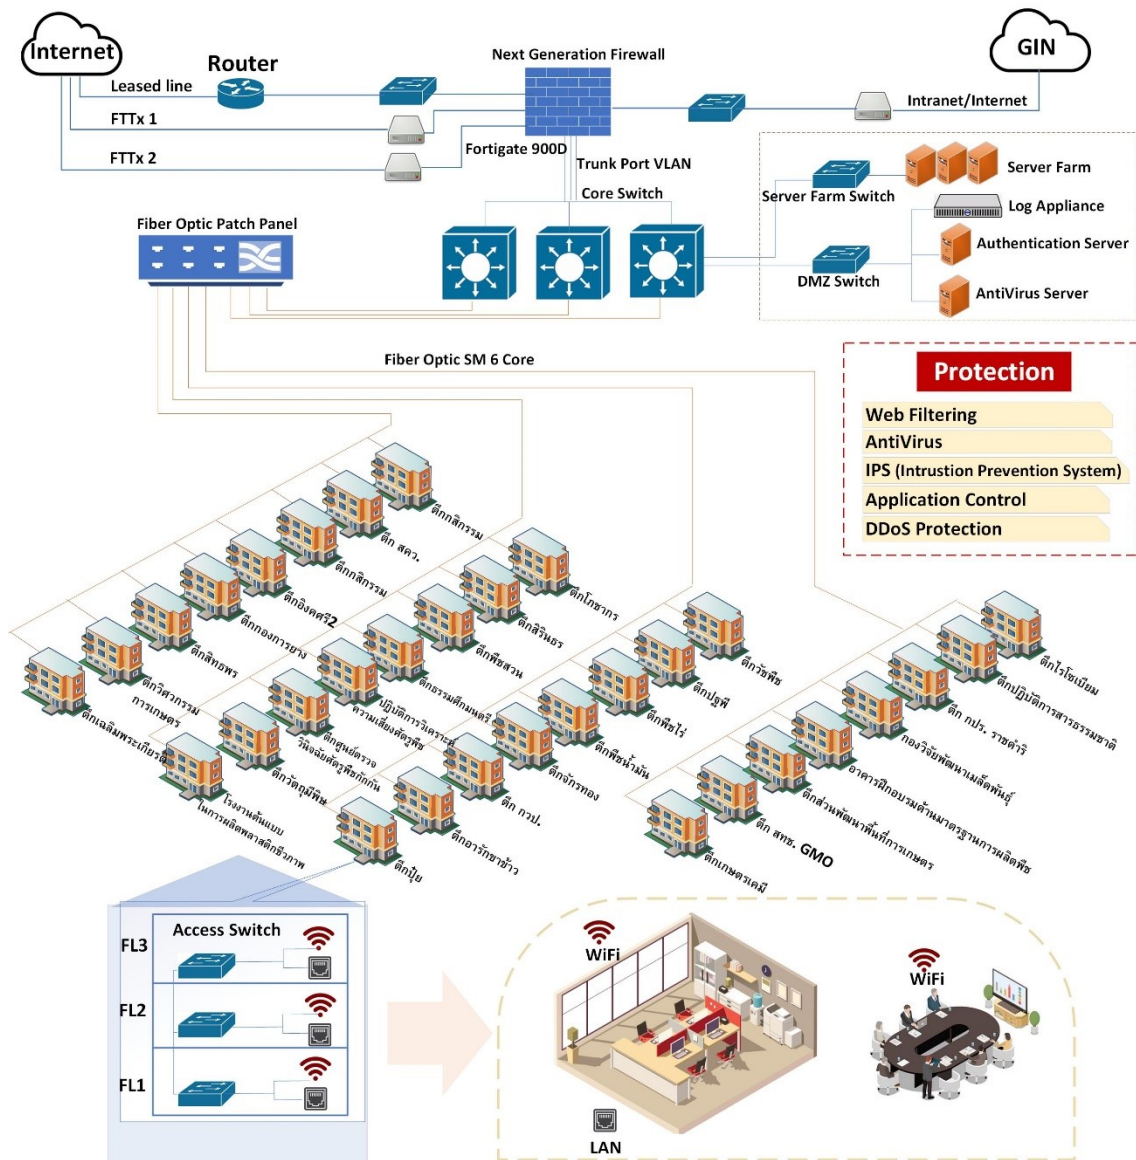 Internet
GIN
Next Generation Firewall
Router
Leased line
Intranet/Internet
FTTx 1
FTTx 2
Fortigate 900D
Trunk Port VLAN
Core Switch
Server Farm Switch
Server Farm
Log Appliance
Authentication Server
DMZ Switch
AntiVirus Server
Fiber Optic Patch Panel
Fiber Optic SM 6 Core
Protection
Web Filtering
AntiVirus
IPS (Intrustion Prevention System)
Application Control
DDoS Protection
ตึกกสิกรรม
ตึก สคว.
ตึกกสิกรรม
ตึกอิงคศรี2
ตึกกองการยาง
ตึกสิทธพร
ตึกวิศวกรรม
การเกษตร
ตึกเฉลิมพระเกียรติ
ตึกโภชากร
ตึกสิรินธร
ตึกพืชสวน
ตึกธรรมศักมนตรี
ปฏิบัติการวิเคราะห์
ความเสี่ยงศัตรูพืช
ตึกศูนย์ตรวจ
วินิจฉัยศัตรูพืชกักกัน
ตึกวัตถุมีพิษ
โรงงานต้นแบบ
ในการผลิตพลาสติกชีวภาพ
ตึกวัชพืช
ตึกปฐพี
ตึกพืชไร่
ตึกพืชน้ำมัน
ตึกจักรทอง
ตึก กวป.
ตึกอารักขาข้าว
ตึกปุ๋ย
ตึกไรโซเบียม
ตึกปฏิบัติการสารธรรมชาติ
ตึก กปร. ราชดำริ
กองวิจัยพัฒนาเมล็ดพันธุ์
อาคารฝึกอบรมด้านมาตรฐานการผลิตพืช
ตึกส่วนพัฒนาพื้นที่การเกษตร
ตึก สทช. GMO
ตึกเกษตรเคมี
Access Switch
FL3
FL2
FL1
WiFi
WiFi
LAN